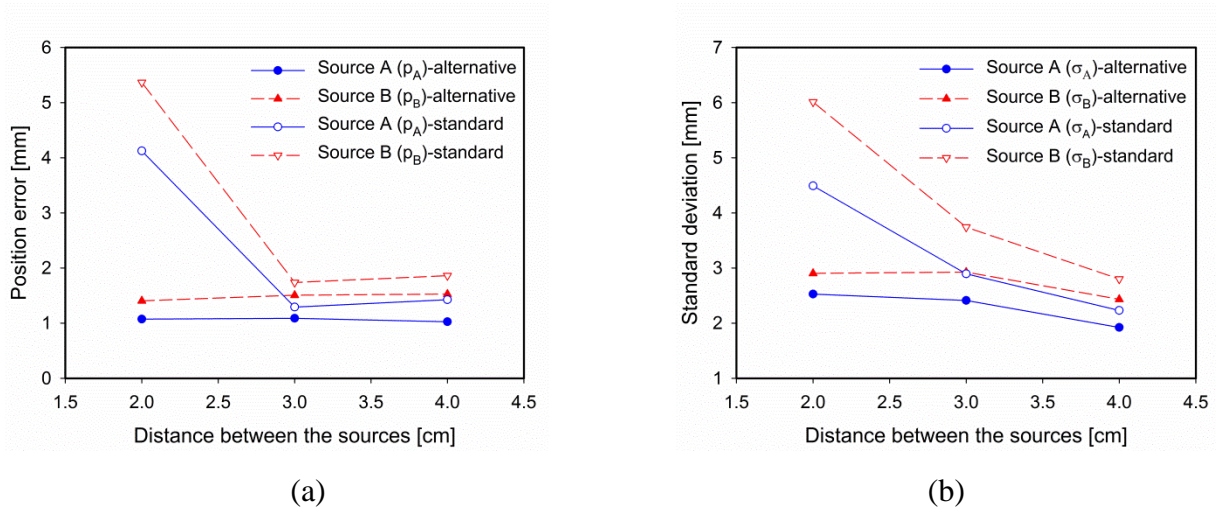 6
5
4
3
2
1
0
Position error [mm]
Source A (pA)-alternative
Source B (pB)-alternative
Source A (pA)-standard
Source B (pB)-standard
1.5 2.0 2.5 3.0 3.5 4.0 4.5
Distance between the sources [cm]
(a)
7
6
5
4
3
2
1
Standard deviation [mm]
Source A (σA)-alternative
Source B (σB)-alternative
Source A (σA)-standard
Source B (σB)-standard
1.5 2.0 2.5 3.0 3.5 4.0 4.5
Distance between the sources [cm]
(b)